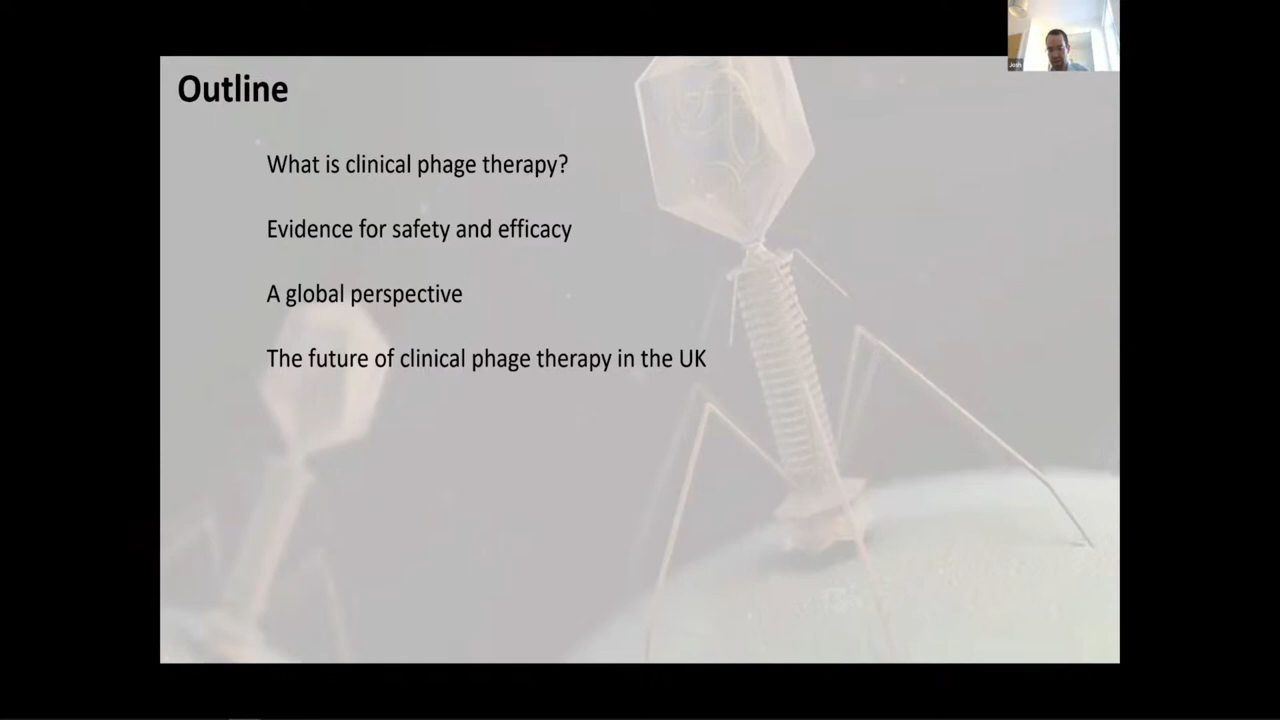 Outline
What is clinical phage therapy?
Evidence for safety and efficacy
A global perspective
The future of clinical phage therapy in the UK
Josh